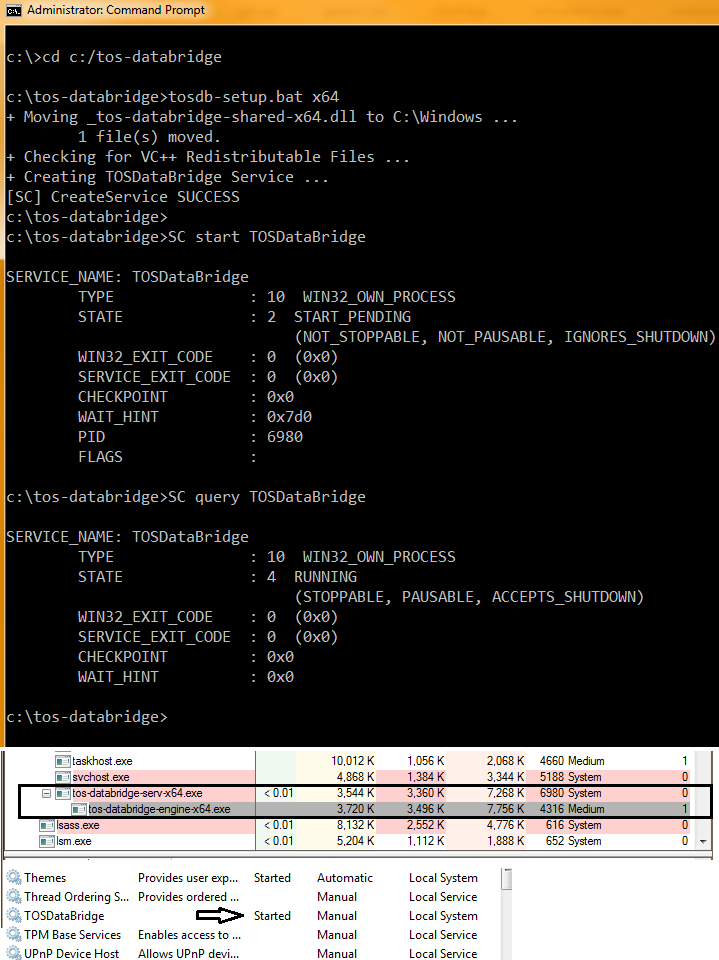 Administrator: Command Prompt
c:\>cd c:/tos-databridge
c:\tos-databridge>tosdb-setup.bat x64
+ Moving _tos-databridge-shared-x64.dll to C:\Windows ...
1 file(s) moved.
+ Checking for VC++ Redistributable Files ...
+ Creating TOSDataBridge Service ...
[SC] CreateService SUCCESS
c:\tos-databridge>
c:\tos-databridge>SC start TOSDataBridge
SERVICE_NAME: TOSDataBridge
TYPE : 10 WIN32_OWN_PROCESS
STATE : 2 START_PENDING
(NOT_STOPPABLE, NOT_PAUSABLE, IGNORES_SHUTDOWN)
WIN32_EXIT_CODE : 0 (0x0)
SERVICE_EXIT_CODE : 0 (0x0)
CHECKPOINT : 0x0
WAIT_HINT : 0x7d0
PID : 6980
FLAGS :
c:\tos-databridge>SC query TOSDataBridge
SERVICE_NAME: TOSDataBridge
TYPE : 10 WIN32_OWN_PROCESS
STATE : 4 RUNNING
(STOPPABLE, PAUSABLE, ACCEPTS_SHUTDOWN)
WIN32_EXIT_CODE : 0 (0x0)
SERVICE_EXIT_CODE : 0 (0x0)
CHECKPOINT : 0x0
WAIT_HINT : 0x0
c:\tos-databridge>
taskhost.exe 10,012 K 1,056 K 2,068 K 4660 Medium 1
svchost.exe 4,868 K 1,384 K 3,344 K 5188 System 0
tos-databridge-serv-x64.exe < 0.01 3,544 K 3,360 K 7,268 K 6980 System 0
tos-databridge-engine-x64.exe 3,720 K 3,496 K 7,756 K 4316 Medium 1
lsass.exe < 0.01 8,132 K 2,552 K 4,776 K 616 System 0
lsm.exe < 0.01 5,204 K 1,112 K 1,888 K 652 System 0
Themes Provides user exp... Started Automatic Local System
Thread Ordering S... Provides ordered ... Manual Local Service
TOSDataBridge Started Manual Local System
TPM Base Services Enables access to ... Manual Local Service
UPnP Device Host Allows UPnP devi... Manual Local Service